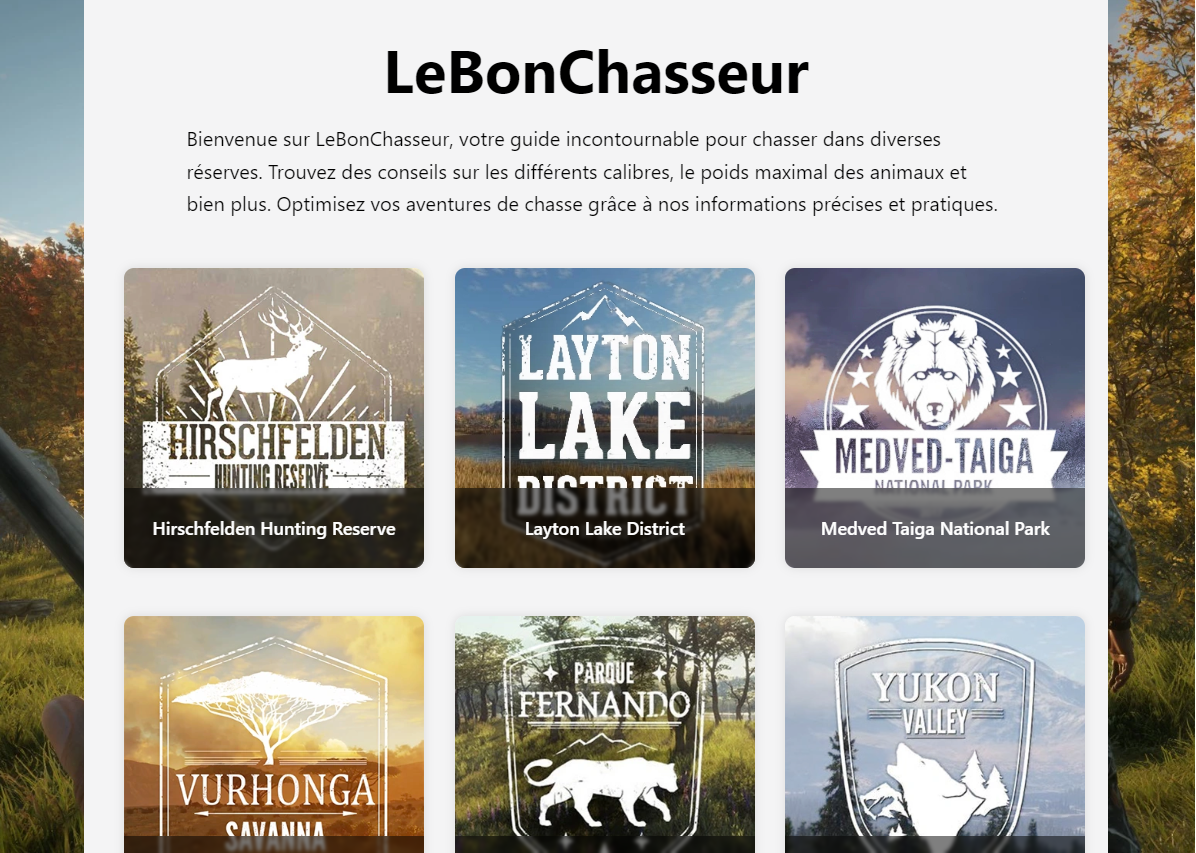 LeBonChasseur
Bienvenue sur LeBonChasseur, votre guide incontournable pour chasser dans diverses
réserves. Trouvez des conseils sur les différents calibres, le poids maximal des animaux et
bien plus. Optimisez vos aventures de chasse grâce à nos informations précises et pratiques.
HIRSCHFELDEN
HUNTING RESERVE
Hirschfelden Hunting Reserve
LAYTON
LAKE
DISTRICT
Layton Lake District
MEDVED-TAIGA
NATIONAL PARK
Medved Taiga National Park
VURHONGA
SAVANNA
PARQUE
FERNANDO
YUKON
VALLEY